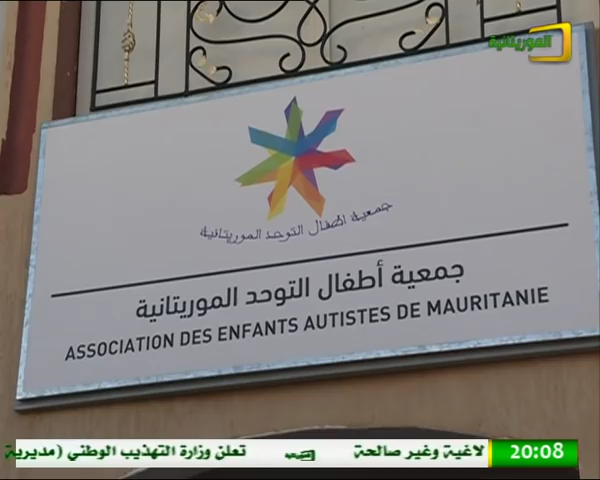 الموريتانية
جمعية أطفال التوحد الموريتانية
جمعية أطفال التوحد الموريتانية
ASSOCIATION DES ENFANTS AUTISTES DE MAURITANIE
20:08 لاغية وغير صالحة تعلن وزارة التهذيب الوطني (مديرية